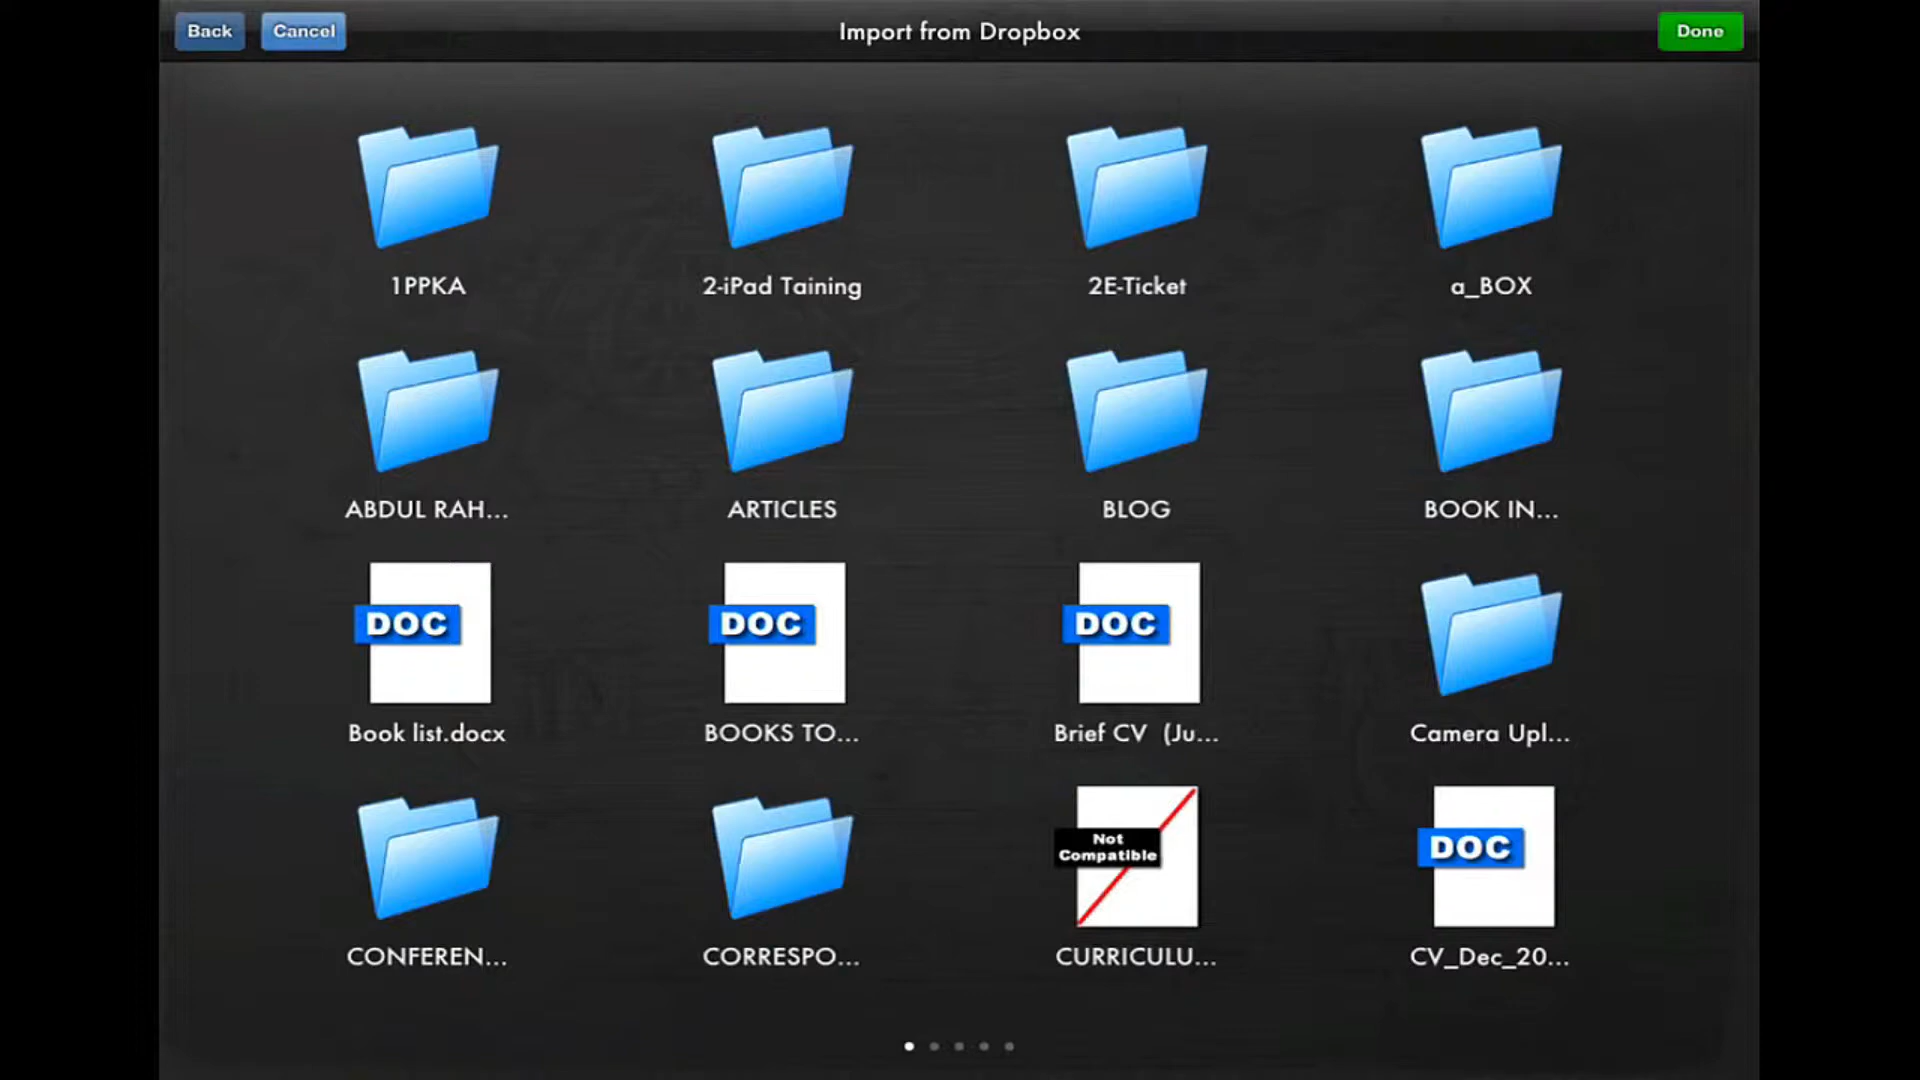 Back Cancel Import from Dropbox Done
1PPKA 2-iPad Taining 2E-Ticket a_BOX
ABDUL RAH... ARTICLES BLOG BOOK IN...
DOC DOC DOC
Book list.docx BOOKS TO... Brief CV (Ju... Camera Upl...
Not
Compatible DOC
CONFEREN... CORRESPO... CURRICULU... CV_Dec_20...